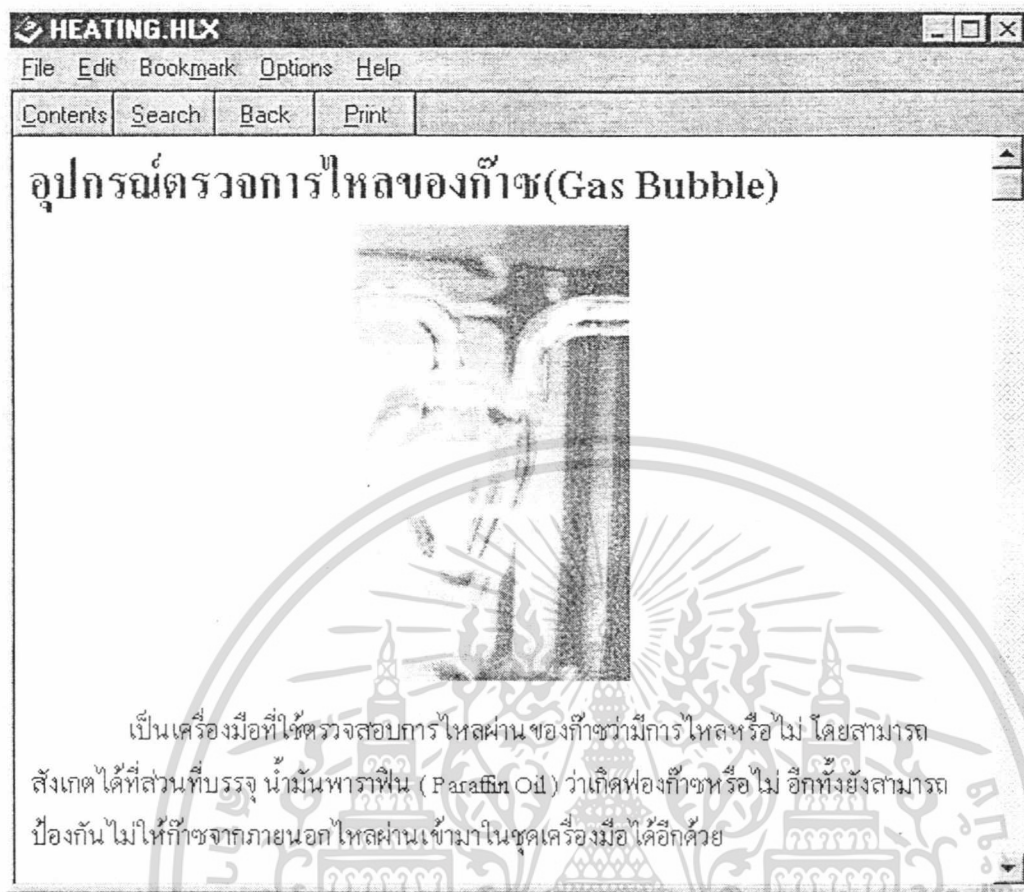 HEATING.HLX
File Edit Bookmark Options Help
Contents Search Back Print
อุปกรณ์ตรวจการไหลของก๊าซ(Gas Bubble)
เป็นเครื่องมือที่ใช้ตรวจสอบการไหลผ่านของก๊าซว่ามีการไหลหรือไม่ โดยสามารถ
สังเกตได้ที่ส่วนที่บรรจุ น้ำมันพาราฟิน ( Paraffin Oil ) ว่าเกิดฟองก๊าซหรือไม่ อีกทั้งยังสามารถ
ป้องกันไม่ให้ก๊าซจากภายนอกไหลผ่านเข้ามาในชุดเครื่องมือได้อีกด้วย